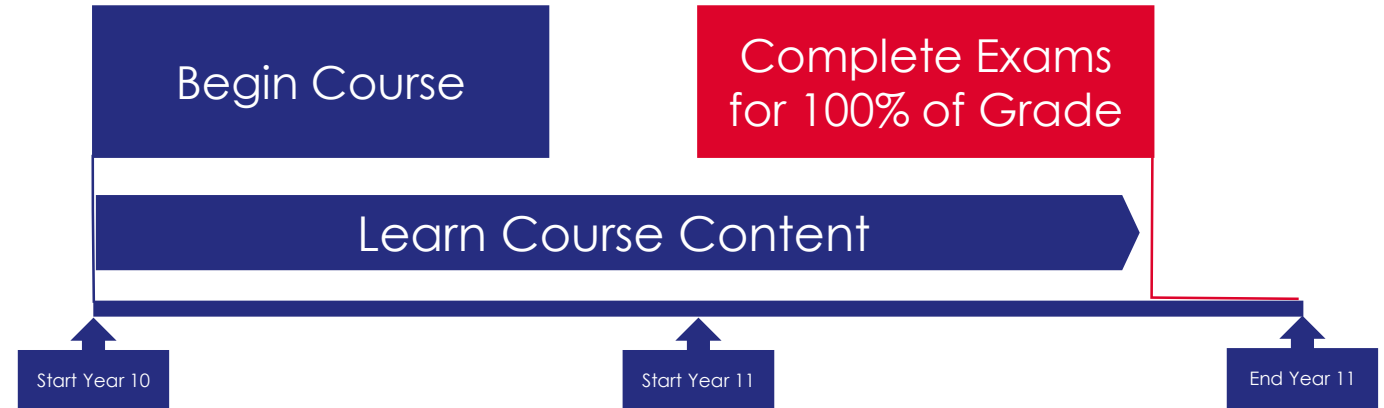 Begin Course
Complete Exams
for 100% of Grade
Learn Course Content
Start Year 10
Start Year 11
End Year 11